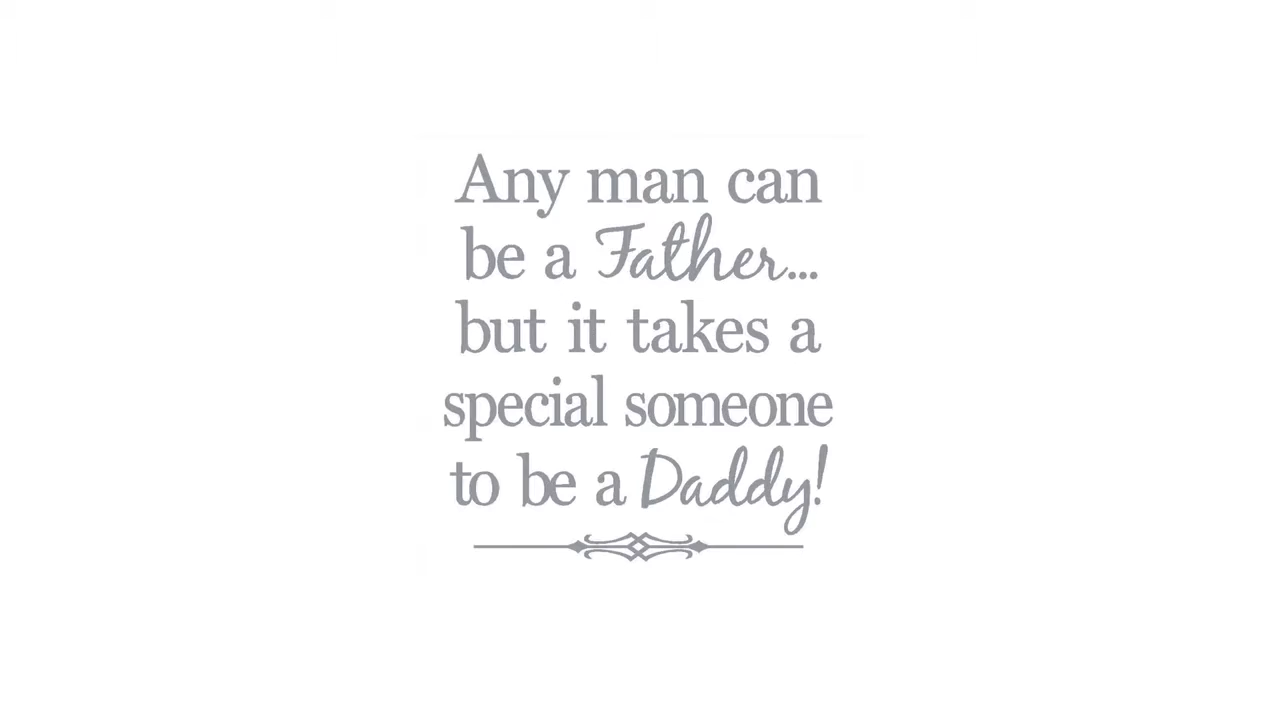 Any man can
be a Father...
but it takes a
special someone
to be a Daddy!